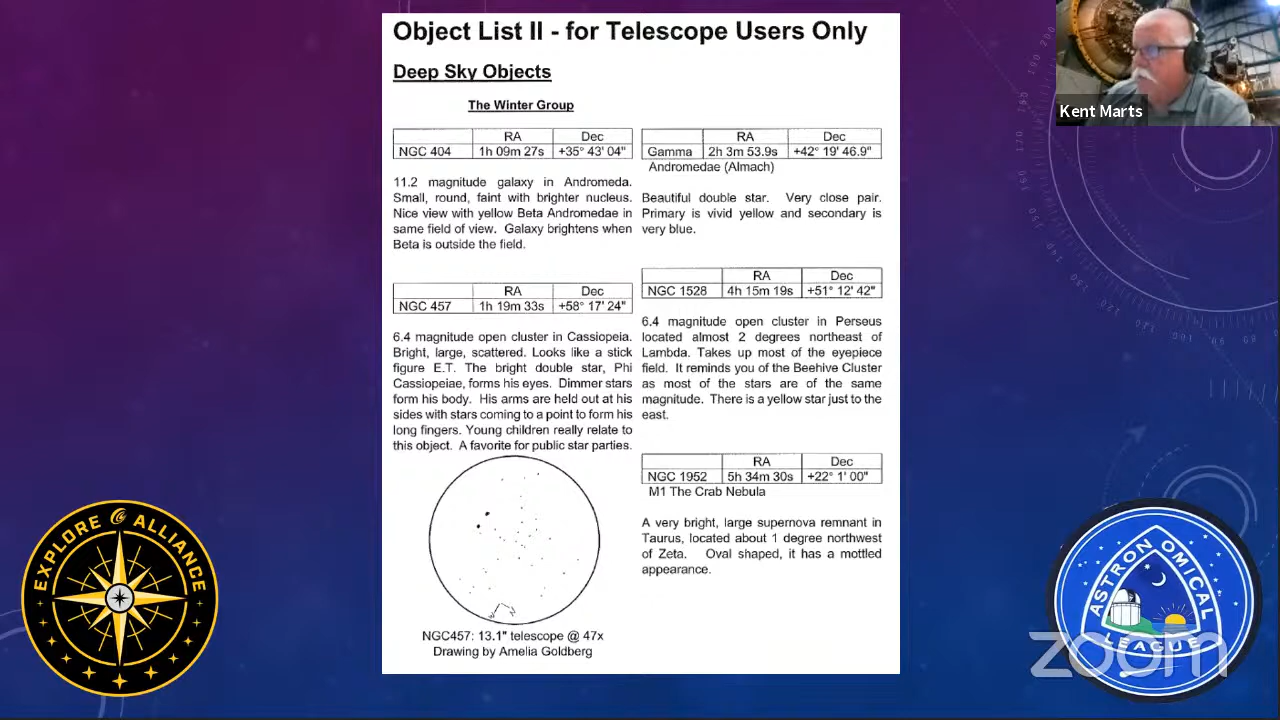 Object List II - for Telescope Users Only
Deep Sky Objects
The Winter Group
RA Dec
NGC 404 1h 09m 27s +35° 43' 04"
11.2 magnitude galaxy in Andromeda.
Small, round, faint with brighter nucleus.
Nice view with yellow Beta Andromedae in
same field of view. Galaxy brightens when
Beta is outside the field.
RA Dec
NGC 457 1h 19m 33s +58° 17' 24"
6.4 magnitude open cluster in Cassiopeia.
Bright, large, scattered. Looks like a stick
figure E.T. The bright double star, Phi
Cassiopeiae, forms his eyes. Dimmer stars
form his body. His arms are held out at his
sides with stars coming to a point to form his
long fingers. Young children really relate to
this object. A favorite for public star parties.
NGC457: 13.1" telescope @ 47x
Drawing by Amelia Goldberg
RA Dec
Gamma 2h 3m 53.9s +42° 19' 46.9"
Andromedae (Almach)
Beautiful double star. Very close pair.
Primary is vivid yellow and secondary is
very blue.
RA Dec
NGC 1528 4h 15m 19s +51° 12' 42"
6.4 magnitude open cluster in Perseus
located almost 2 degrees northeast of
Lambda. Takes up most of the eyepiece
field. It reminds you of the Beehive Cluster
as most of the stars are of the same
magnitude. There is a yellow star just to the
east.
RA Dec
NGC 1952 5h 34m 30s +22° 1' 00"
M1 The Crab Nebula
A very bright, large supernova remnant in
Taurus, located about 1 degree northwest
of Zeta. Oval shaped, it has a mottled
appearance.
Kent Marts
EXPLORE ALLIANCE
ASTRONOMICAL
LEAGUE
zoom